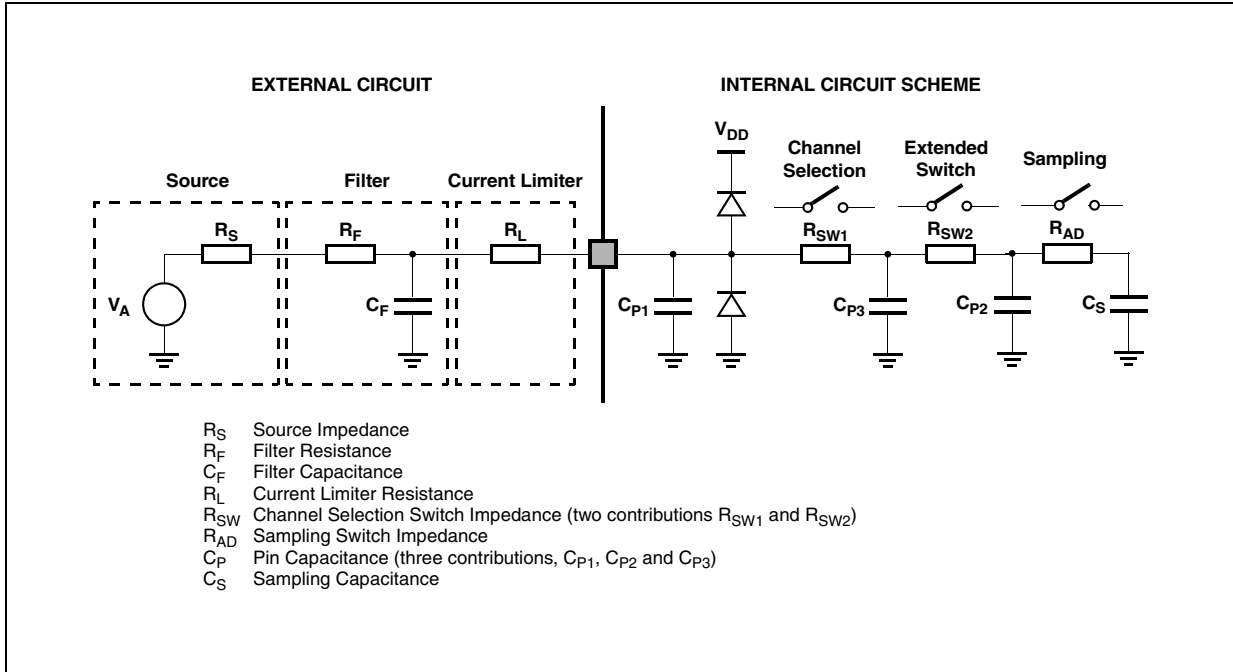 EXTERNAL CIRCUIT
INTERNAL CIRCUIT SCHEME
Source
Filter
Current Limiter
VDD
Channel
Selection
Extended
Switch
Sampling
RS
RF
RL
RSW1
RSW2
RAD
VA
CF
CP1
CP3
CP2
CS
RS Source Impedance
RF Filter Resistance
CF Filter Capacitance
RL Current Limiter Resistance
RSW Channel Selection Switch Impedance (two contributions RSW1 and RSW2)
RAD Sampling Switch Impedance
CP Pin Capacitance (three contributions, CP1, CP2 and CP3)
CS Sampling Capacitance